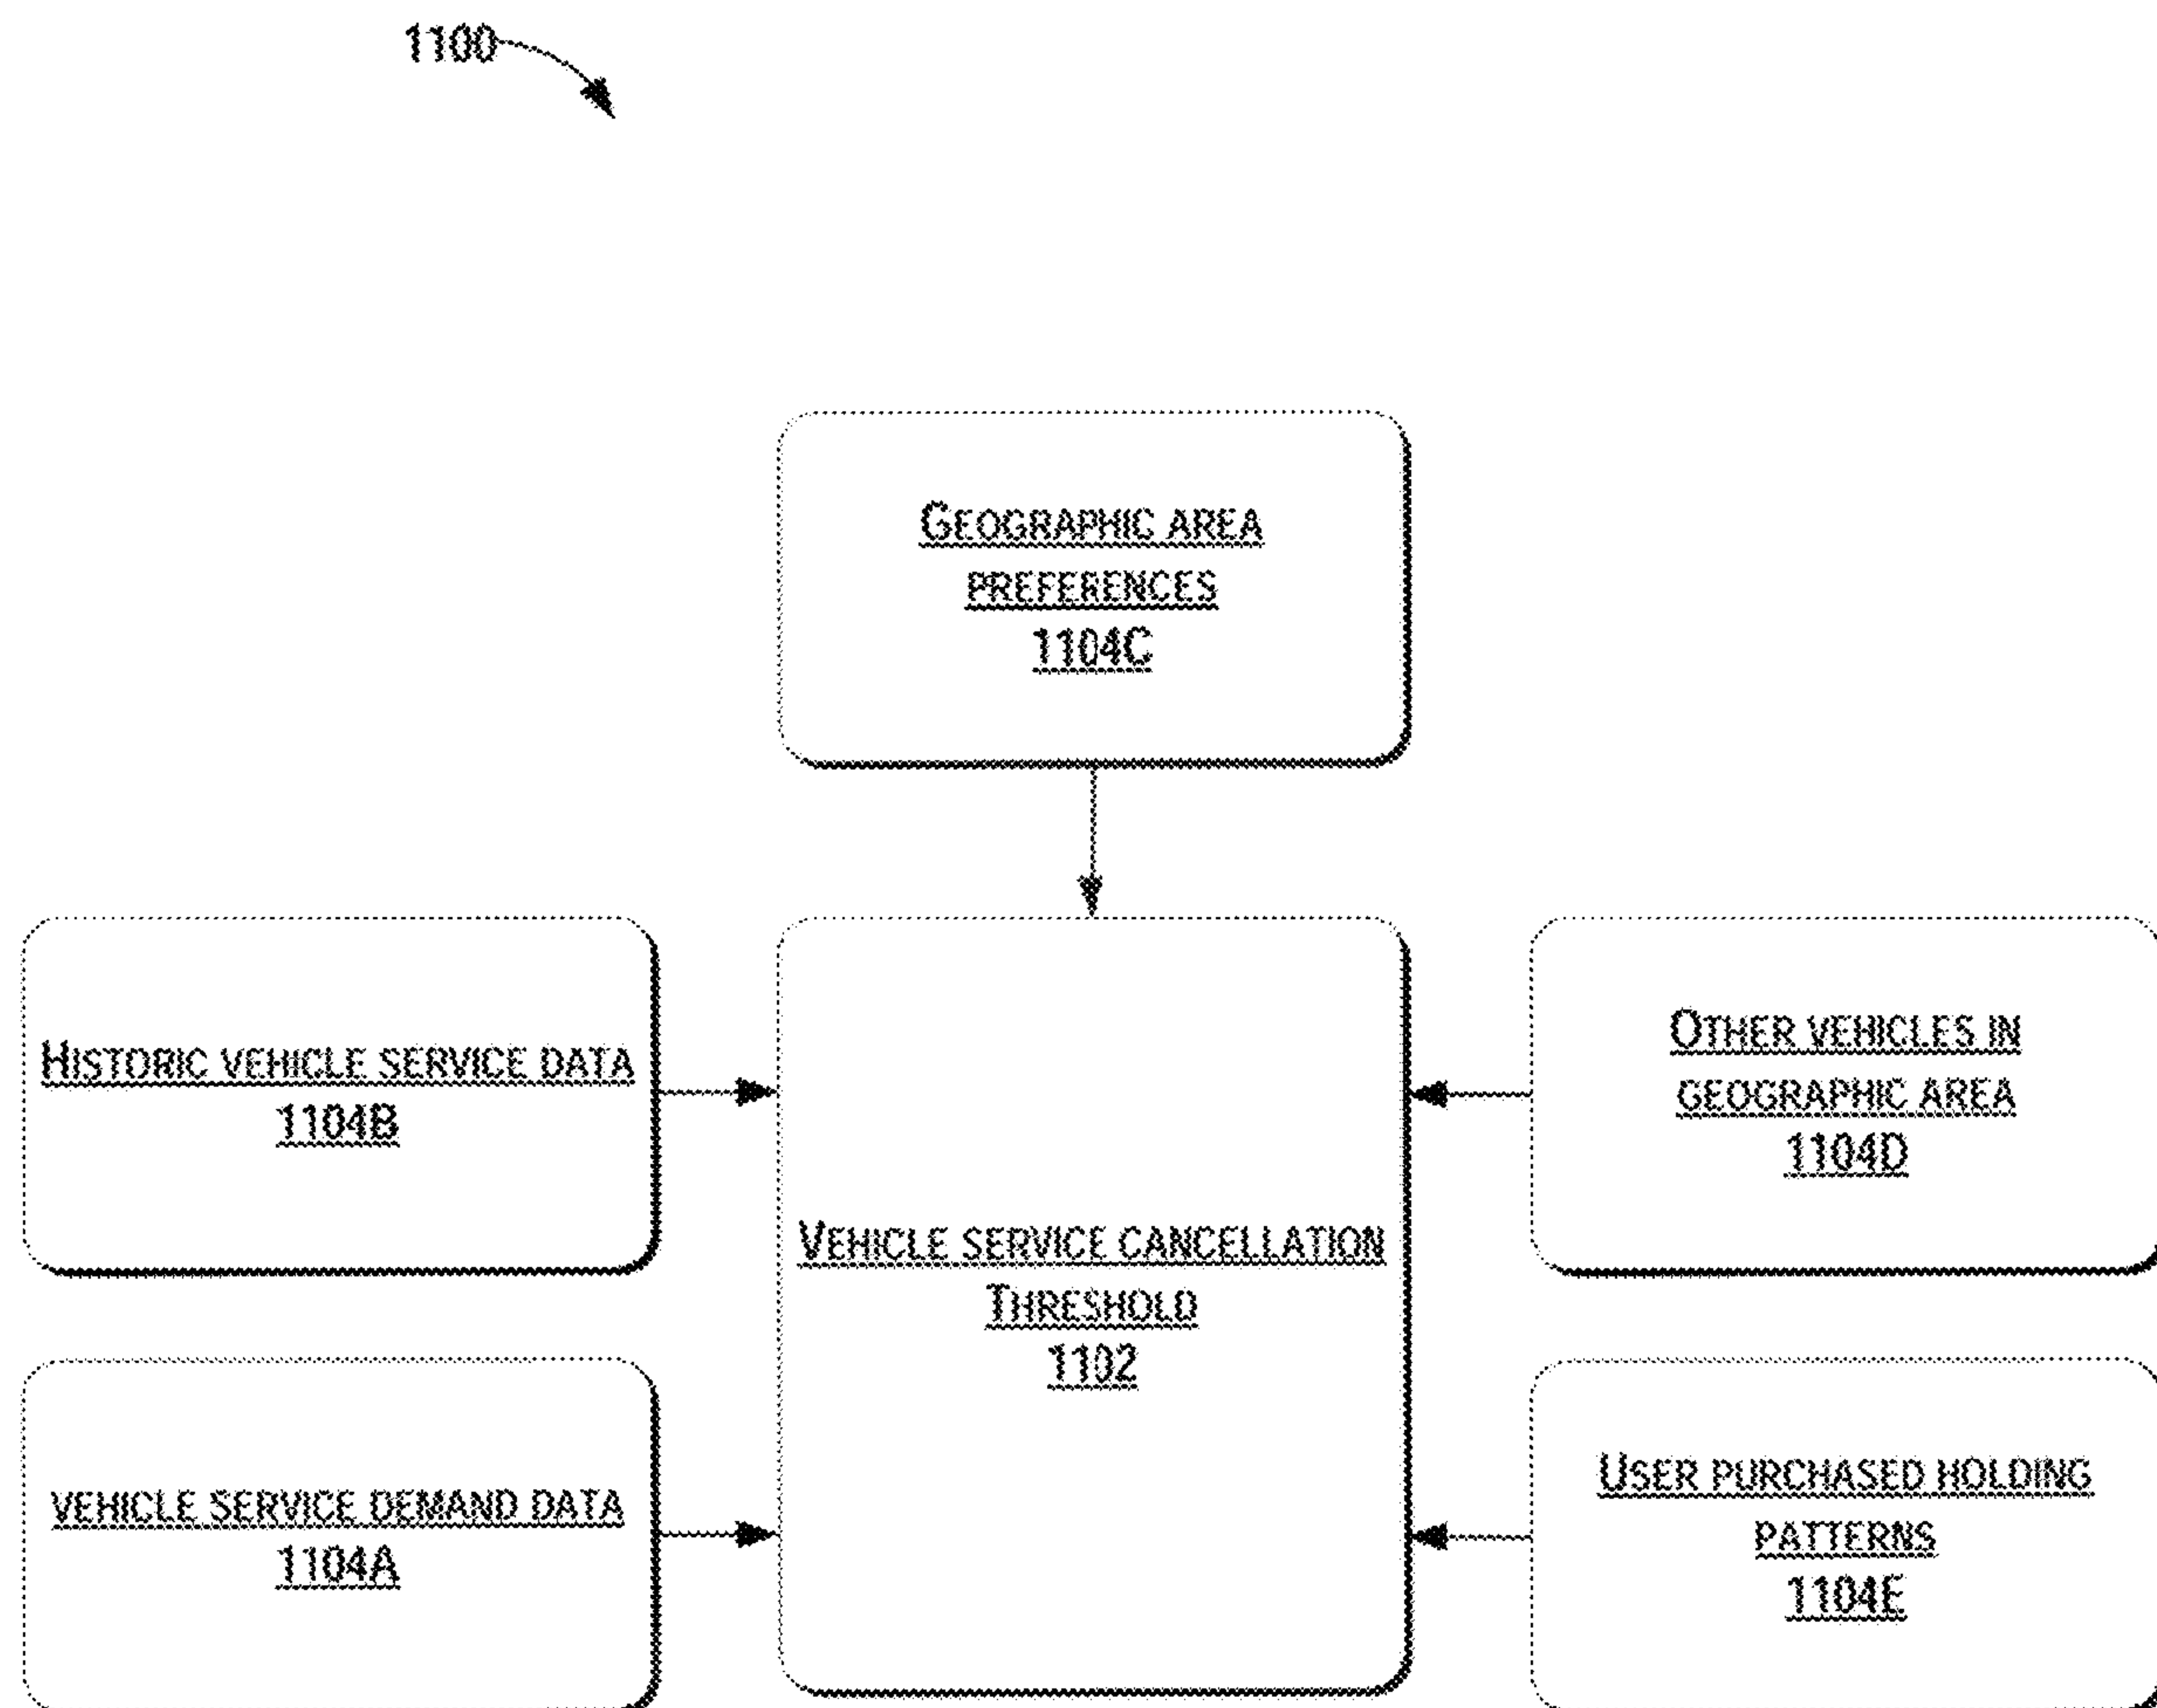 1100
GEOGRAPHIC AREA
PREFERENCES
1104C
HISTORIC VEHICLE SERVICE DATA
1104B
OTHER VEHICLES IN
GEOGRAPHIC AREA
1104D
VEHICLE SERVICE CANCELLATION
THRESHOLD
1102
VEHICLE SERVICE DEMAND DATA
1104A
USER PURCHASED HOLDING
PATTERNS
1104E